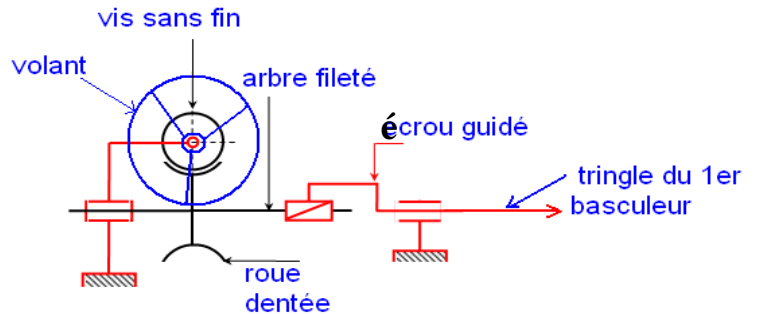 vis sans fin
volant
arbre fileté
écrou guidé
tringle du 1er
basculeur
roue
dentée